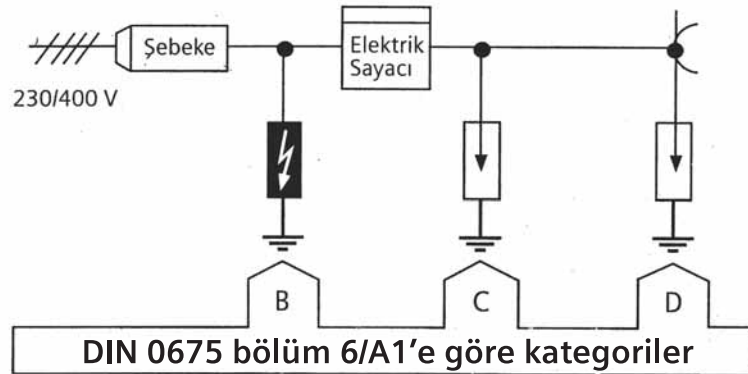 Şebeke
Elektrik
Sayacı
230/400 V
B
C
D
DIN 0675 bölüm 6/A1'e göre kategoriler